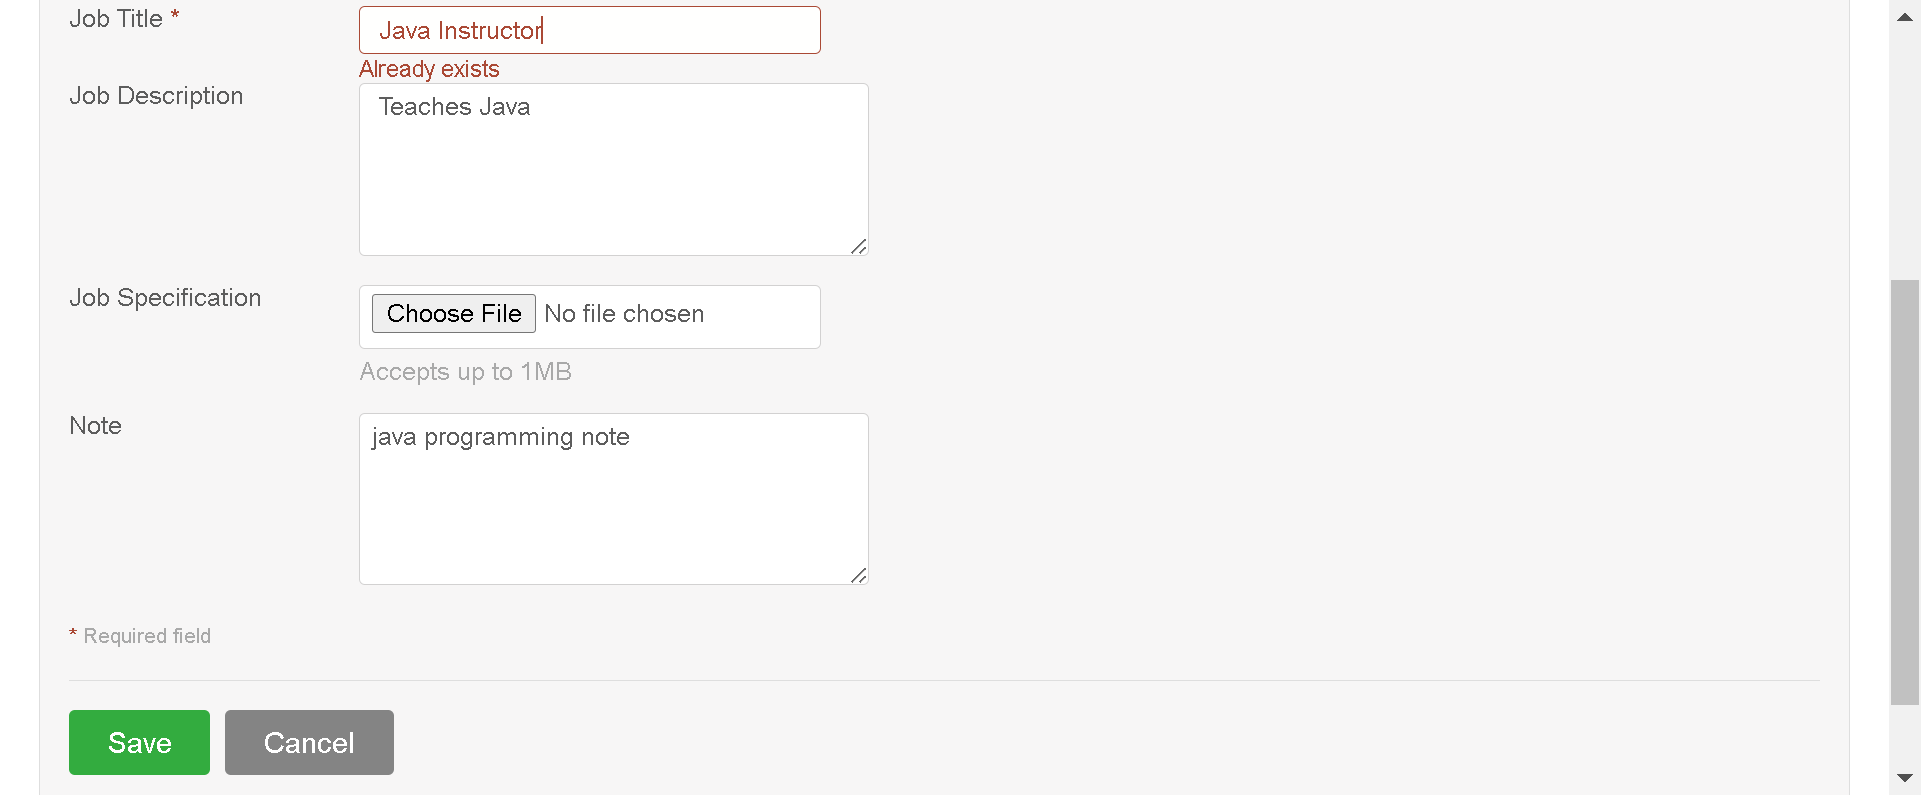 Job Title *
Java Instructor
Already exists
Job Description
Teaches Java
Job Specification
Choose File No file chosen
Accepts up to 1MB
Note
java programming note
* Required field
Save Cancel